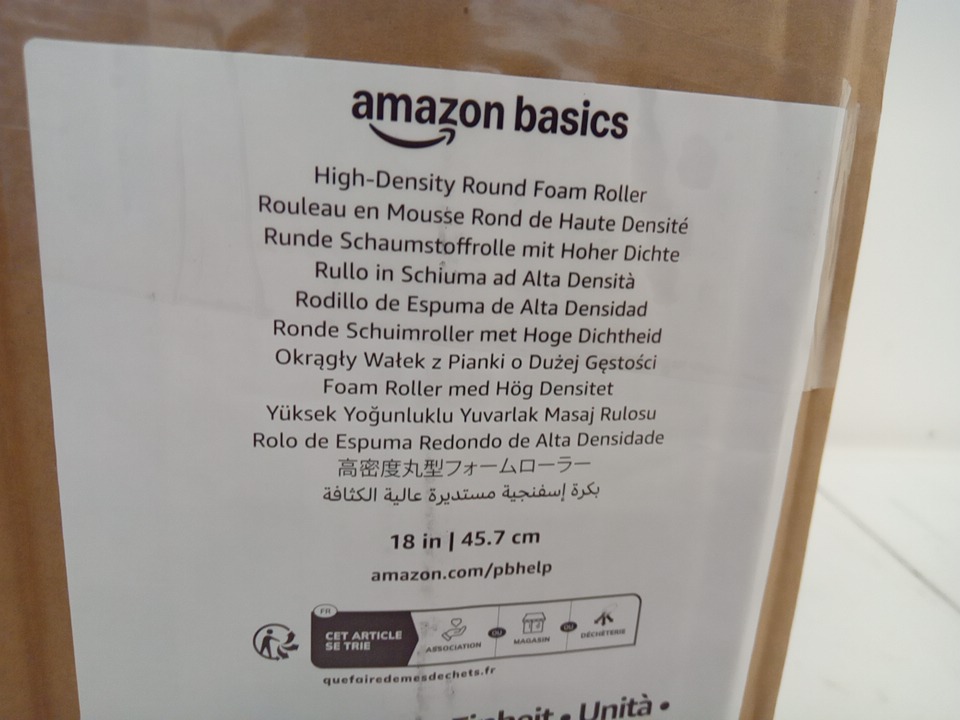 amazon basics
High-Density Round Foam Roller
Rouleau en Mousse Rond de Haute Densité
Runde Schaumstoffrolle mit Hoher Dichte
Rullo in Schiuma ad Alta Densità
Rodillo de Espuma de Alta Densidad
Ronde Schuimroller met Hoge Dichtheid
Okrągły Wałek z Pianki o Dużej Gęstości
Foam Roller med Hög Densitet
Yüksek Yoğunluklu Yuvarlak Masaj Rulosu
Rolo de Espuma Redondo de Alta Densidade
高密度丸型フォームローラー
بكرة إسفنجية مستديرة عالية الكثافة
18 in | 45.7 cm
amazon.com/pbhelp
FR
CET ARTICLE
SE TRIE
ASSOCIATION OU MAGASIN OU DÉCHÈTERIE
quefairedemesdechets.fr
Einheit • Unità •